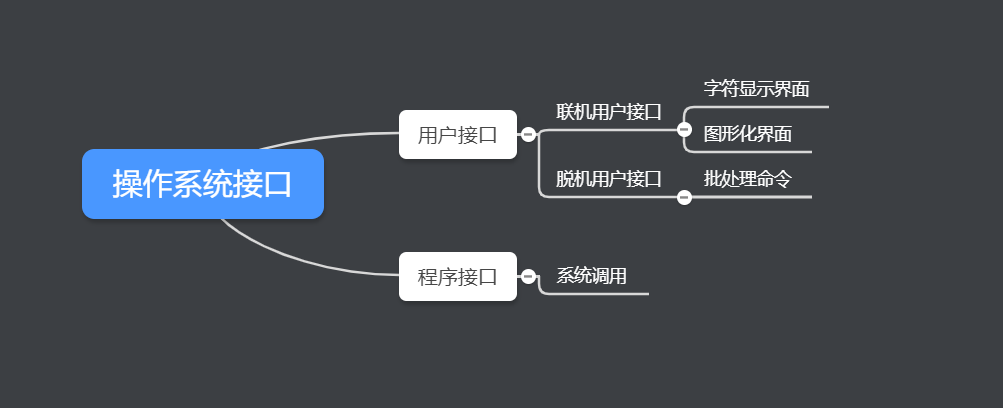 操作系统接口
用户接口
联机用户接口
字符显示界面
图形化界面
脱机用户接口
批处理命令
程序接口
系统调用